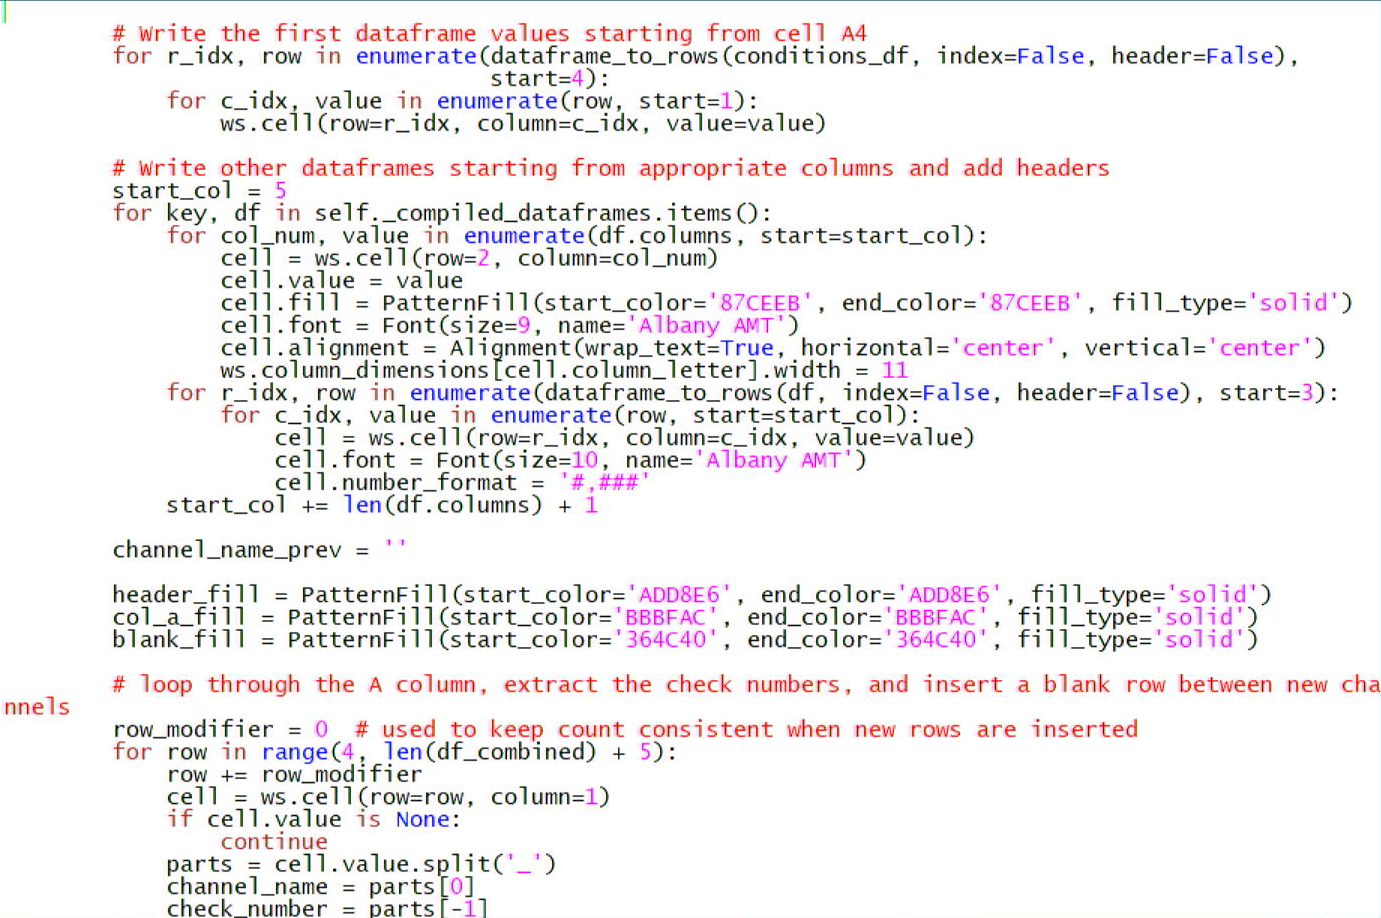 # Write the first dataframe values starting from cell A4
for r_idx, row in enumerate(dataframe_to_rows(conditions_df, index=False, header=False),
start=4):
for c_idx, value in enumerate(row, start=1):
ws.cell(row=r_idx, column=c_idx, value=value)
# Write other dataframes starting from appropriate columns and add headers
start_col = 5
for key, df in self._compiled_dataframes.items():
for col_num, value in enumerate(df.columns, start=start_col):
cell = ws.cell(row=2, column=col_num)
cell.value = value
cell.fill = PatternFill(start_color='87CEEB', end_color='87CEEB', fill_type='solid')
cell.font = Font(size=9, name='Albany AMT')
cell.alignment = Alignment(wrap_text=True, horizontal='center', vertical='center')
ws.column_dimensions[cell.column_letter].width = 11
for r_idx, row in enumerate(dataframe_to_rows(df, index=False, header=False), start=3):
for c_idx, value in enumerate(row, start=start_col):
cell = ws.cell(row=r_idx, column=c_idx, value=value)
cell.font = Font(size=10, name='Albany AMT')
cell.number_format = '#,###'
start_col += len(df.columns) + 1
channel_name_prev = ''
header_fill = PatternFill(start_color='ADD8E6', end_color='ADD8E6', fill_type='solid')
col_a_fill = PatternFill(start_color='BBBFAC', end_color='BBBFAC', fill_type='solid')
blank_fill = PatternFill(start_color='364C40', end_color='364C40', fill_type='solid')
# loop through the A column, extract the check numbers, and insert a blank row between new cha
nnels
row_modifier = 0  # used to keep count consistent when new rows are inserted
for row in range(4, len(df_combined) + 5):
row += row_modifier
cell = ws.cell(row=row, column=1)
if cell.value is None:
continue
parts = cell.value.split('_')
channel_name = parts[0]
check_number = parts[-1]